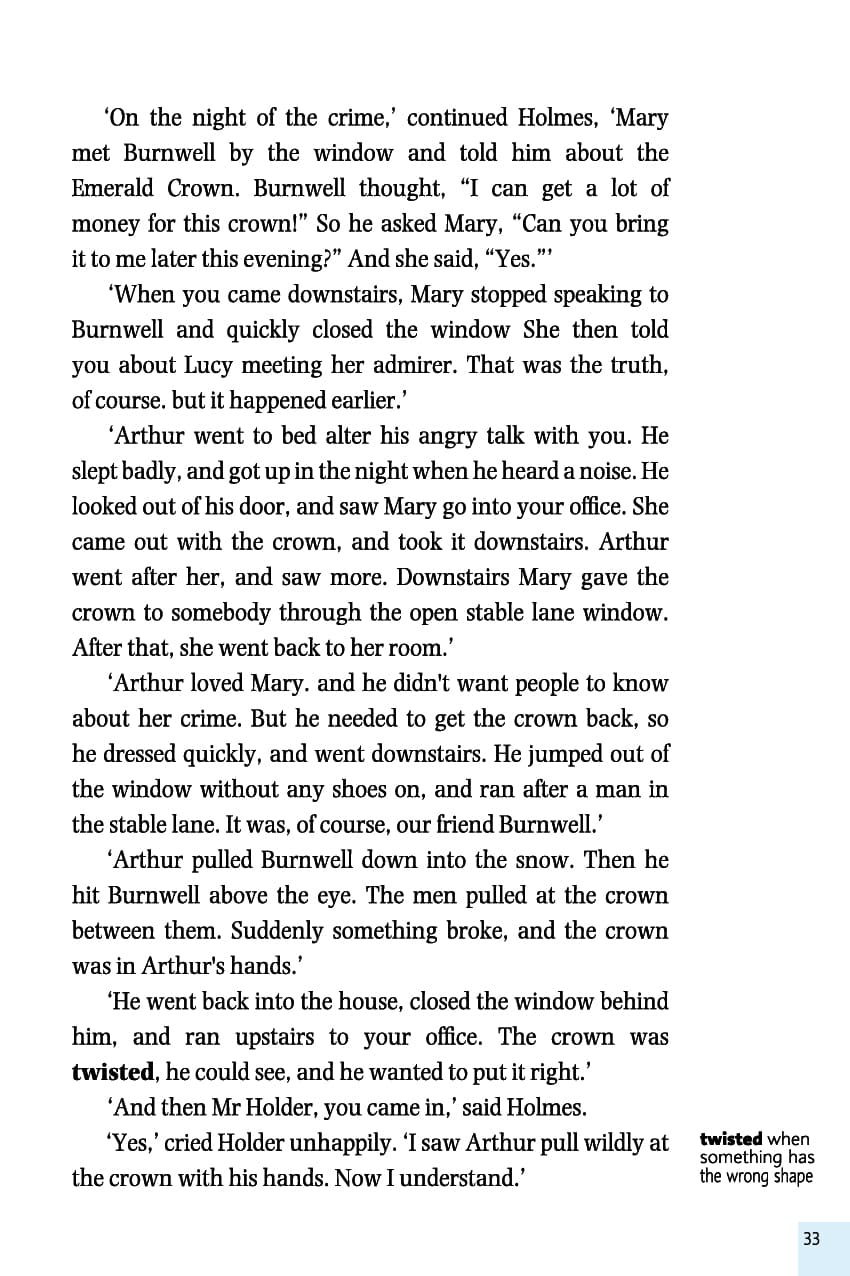 ‘On the night of the crime,’ continued Holmes, ‘Mary
met Burnwell by the window and told him about the
Emerald Crown. Burnwell thought, “I can get a lot of
money for this crown!” So he asked Mary, “Can you bring
it to me later this evening?” And she said, “Yes.”’
‘When you came downstairs, Mary stopped speaking to
Burnwell and quickly closed the window She then told
you about Lucy meeting her admirer. That was the truth,
of course. but it happened earlier.’
‘Arthur went to bed alter his angry talk with you. He
slept badly, and got up in the night when he heard a noise. He
looked out of his door, and saw Mary go into your office. She
came out with the crown, and took it downstairs. Arthur
went after her, and saw more. Downstairs Mary gave the
crown to somebody through the open stable lane window.
After that, she went back to her room.’
‘Arthur loved Mary. and he didn't want people to know
about her crime. But he needed to get the crown back, so
he dressed quickly, and went downstairs. He jumped out of
the window without any shoes on, and ran after a man in
the stable lane. It was, of course, our friend Burnwell.’
‘Arthur pulled Burnwell down into the snow. Then he
hit Burnwell above the eye. The men pulled at the crown
between them. Suddenly something broke, and the crown
was in Arthur's hands.’
‘He went back into the house, closed the window behind
him, and ran upstairs to your office. The crown was
twisted, he could see, and he wanted to put it right.’
‘And then Mr Holder, you came in,’ said Holmes.
‘Yes,’ cried Holder unhappily. ‘I saw Arthur pull wildly at
the crown with his hands. Now I understand.’
twisted when
something has
the wrong shape
33